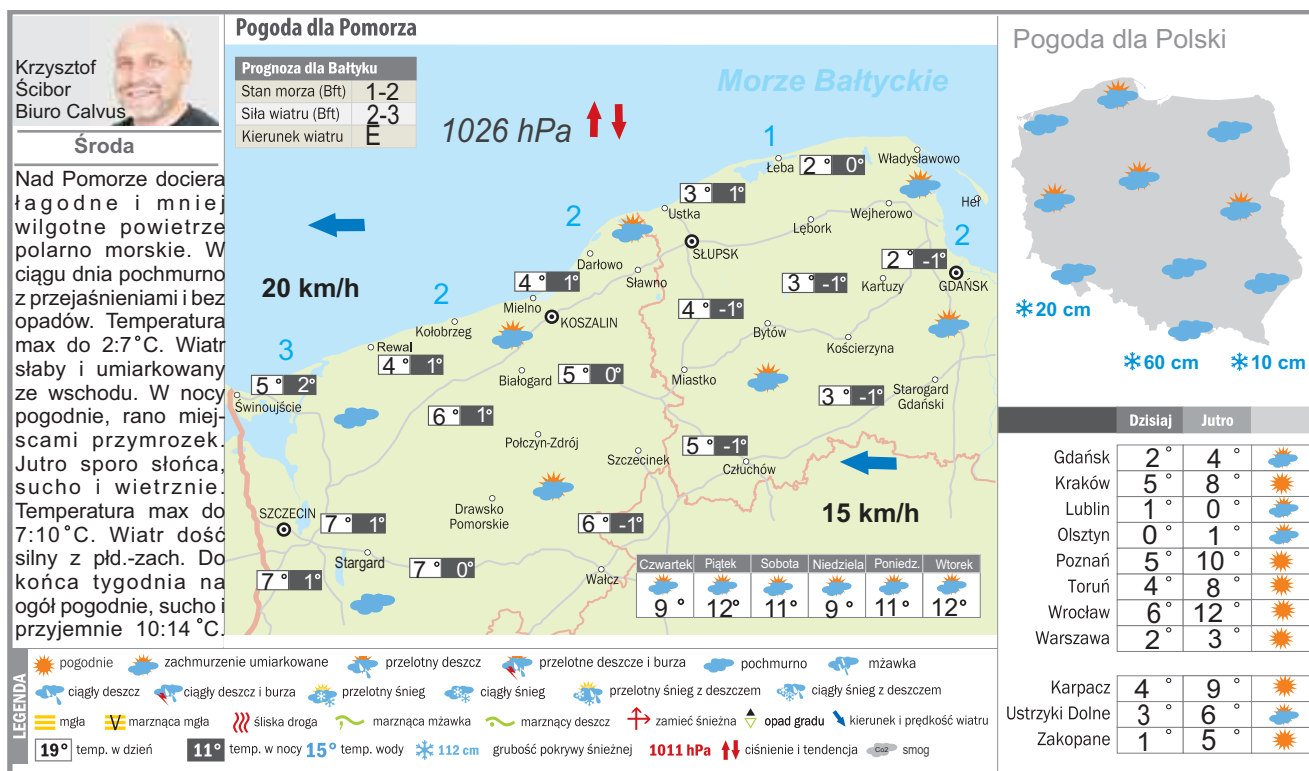 Krzysztof
Ścibor
Biuro Calvus
Środa
Nad Pomorze dociera
łagodne i mniej
wilgotne powietrze
polarno morskie. W
ciągu dnia pochmurno
z przejaśnieniami i bez
opadów. Temperatura
max do 2:7°C. Wiatr
słaby i umiarkowany
ze wschodu. W nocy
pogodnie, rano miej-
scami przymrozek.
Jutro sporo słońca,
sucho i wietrznie.
Temperatura max do
7:10°C. Wiatr dość
silny z płd.-zach. Do
końca tygodnia na
ogół pogodnie, sucho i
przyjemnie 10:14 °C.
Pogoda dla Pomorza
Prognoza dla Bałtyku
Stan morza (Bft) 1-2
Siła wiatru (Bft) 2-3
Kierunek wiatru E
1026 hPa
Morze Bałtyckie
1
Łeba 2° 0°
Władysławowo
3° 1°
Ustka
Wejherowo
Hel
2
Lębork
2
SŁUPSK
Darłowo
2° -1°
GDAŃSK
20 km/h
4° 1°
Sławno
3° -1°
Kartuzy
2
Mielno
KOSZALIN
4° -1°
Kołobrzeg
Bytów
Kościerzyna
3
Rewal
4° 1°
Białogard
5° 0°
Miastko
5° 2°
Świnoujście
3° -1°
Starogard
Gdański
6° 1°
Połczyn-Zdrój
5° -1°
Szczecinek
Człuchów
Drawsko
Pomorskie
15 km/h
SZCZECIN
7° 1°
6° -1°
Stargard
7° 0°
7° 1°
Wałcz
Czwartek Piątek Sobota Niedziela Poniedz. Wtorek
9° 12° 11° 9° 11° 12°
Pogoda dla Polski
20 cm
60 cm
10 cm
Dzisiaj Jutro
Gdańsk 2° 4°
Kraków 5° 8°
Lublin 1° 0°
Olsztyn 0° 1°
Poznań 5° 10°
Toruń 4° 8°
Wrocław 6° 12°
Warszawa 2° 3°
Karpacz 4° 9°
Ustrzyki Dolne 3° 6°
Zakopane 1° 5°
LEGENDA
pogodnie zachmurzenie umiarkowane przelotny deszcz przelotne deszcze i burza pochmurno mżawka
ciągły deszcz ciągły deszcz i burza przelotny śnieg ciągły śnieg przelotny śnieg z deszczem ciągły śnieg z deszczem
mgła marznąca mgła śliska droga marznąca mżawka marznący deszcz zamieć śnieżna opad gradu kierunek i prędkość wiatru
19° temp. w dzień 11° temp. w nocy 15° temp. wody 112 cm grubość pokrywy śnieżnej 1011 hPa ciśnienie i tendencja Co2 smog